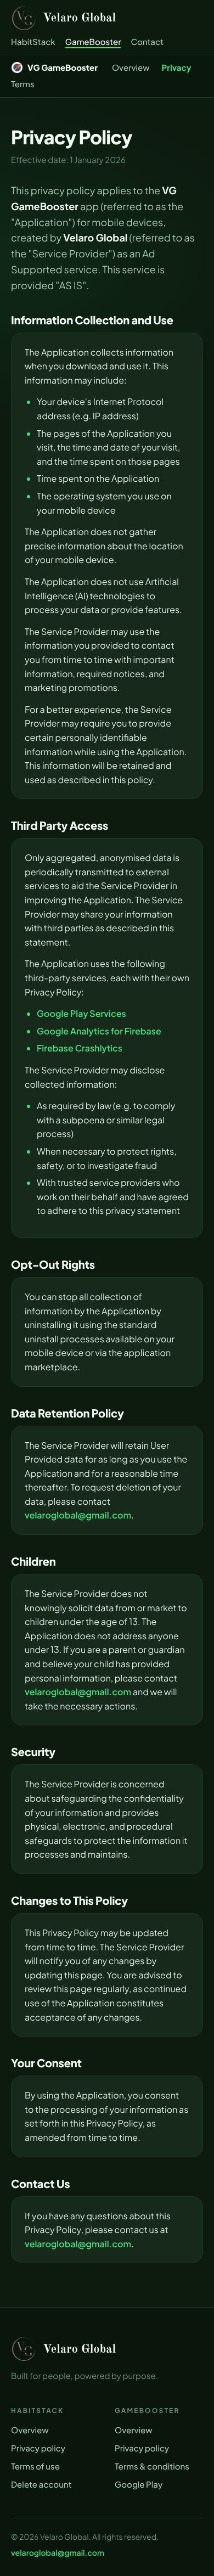 Velaro Global
HabitStack GameBooster Contact
VG GameBooster Overview Privacy
Terms
Privacy Policy
Effective date: 1 January 2026
This privacy policy applies to the VG
GameBooster app (referred to as the
"Application") for mobile devices,
created by Velaro Global (referred to as
the "Service Provider") as an Ad
Supported service. This service is
provided "AS IS".
Information Collection and Use
The Application collects information
when you download and use it. This
information may include:
• Your device's Internet Protocol
address (e.g. IP address)
• The pages of the Application you
visit, the time and date of your visit,
and the time spent on those pages
• Time spent on the Application
• The operating system you use on
your mobile device
The Application does not gather
precise information about the location
of your mobile device.
The Application does not use Artificial
Intelligence (AI) technologies to
process your data or provide features.
The Service Provider may use the
information you provided to contact
you from time to time with important
information, required notices, and
marketing promotions.
For a better experience, the Service
Provider may require you to provide
certain personally identifiable
information while using the Application.
This information will be retained and
used as described in this policy.
Third Party Access
Only aggregated, anonymised data is
periodically transmitted to external
services to aid the Service Provider in
improving the Application. The Service
Provider may share your information
with third parties as described in this
statement.
The Application uses the following
third-party services, each with their own
Privacy Policy:
• Google Play Services
• Google Analytics for Firebase
• Firebase Crashlytics
The Service Provider may disclose
collected information:
• As required by law (e.g. to comply
with a subpoena or similar legal
process)
• When necessary to protect rights,
safety, or to investigate fraud
• With trusted service providers who
work on their behalf and have agreed
to adhere to this privacy statement
Opt-Out Rights
You can stop all collection of
information by the Application by
uninstalling it using the standard
uninstall processes available on your
mobile device or via the application
marketplace.
Data Retention Policy
The Service Provider will retain User
Provided data for as long as you use the
Application and for a reasonable time
thereafter. To request deletion of your
data, please contact
velaroglobal@gmail.com.
Children
The Service Provider does not
knowingly solicit data from or market to
children under the age of 13. The
Application does not address anyone
under 13. If you are a parent or guardian
and believe your child has provided
personal information, please contact
velaroglobal@gmail.com and we will
take the necessary actions.
Security
The Service Provider is concerned
about safeguarding the confidentiality
of your information and provides
physical, electronic, and procedural
safeguards to protect the information it
processes and maintains.
Changes to This Policy
This Privacy Policy may be updated
from time to time. The Service Provider
will notify you of any changes by
updating this page. You are advised to
review this page regularly, as continued
use of the Application constitutes
acceptance of any changes.
Your Consent
By using the Application, you consent
to the processing of your information as
set forth in this Privacy Policy, as
amended from time to time.
Contact Us
If you have any questions about this
Privacy Policy, please contact us at
velaroglobal@gmail.com.
Velaro Global
Built for people, powered by purpose.
HABITSTACK
Overview
Privacy policy
Terms of use
Delete account
GAMEBOOSTER
Overview
Privacy policy
Terms & conditions
Google Play
© 2026 Velaro Global. All rights reserved.
velaroglobal@gmail.com